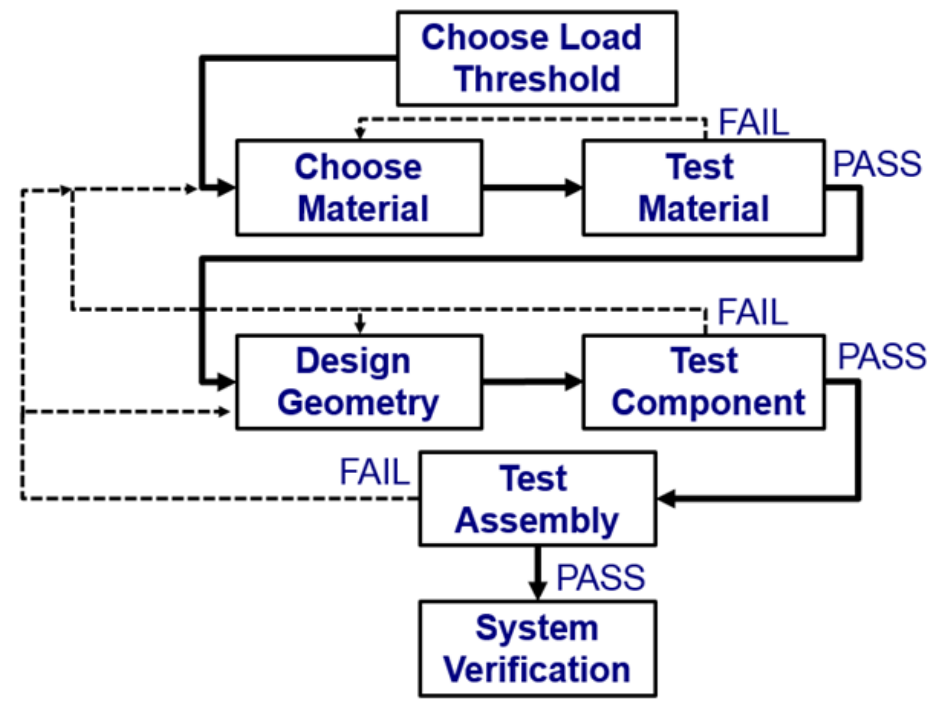 Choose Load
Threshold
FAIL
Choose
Material
Test
Material
PASS
FAIL
Design
Geometry
Test
Component
PASS
FAIL
Test
Assembly
PASS
System
Verification